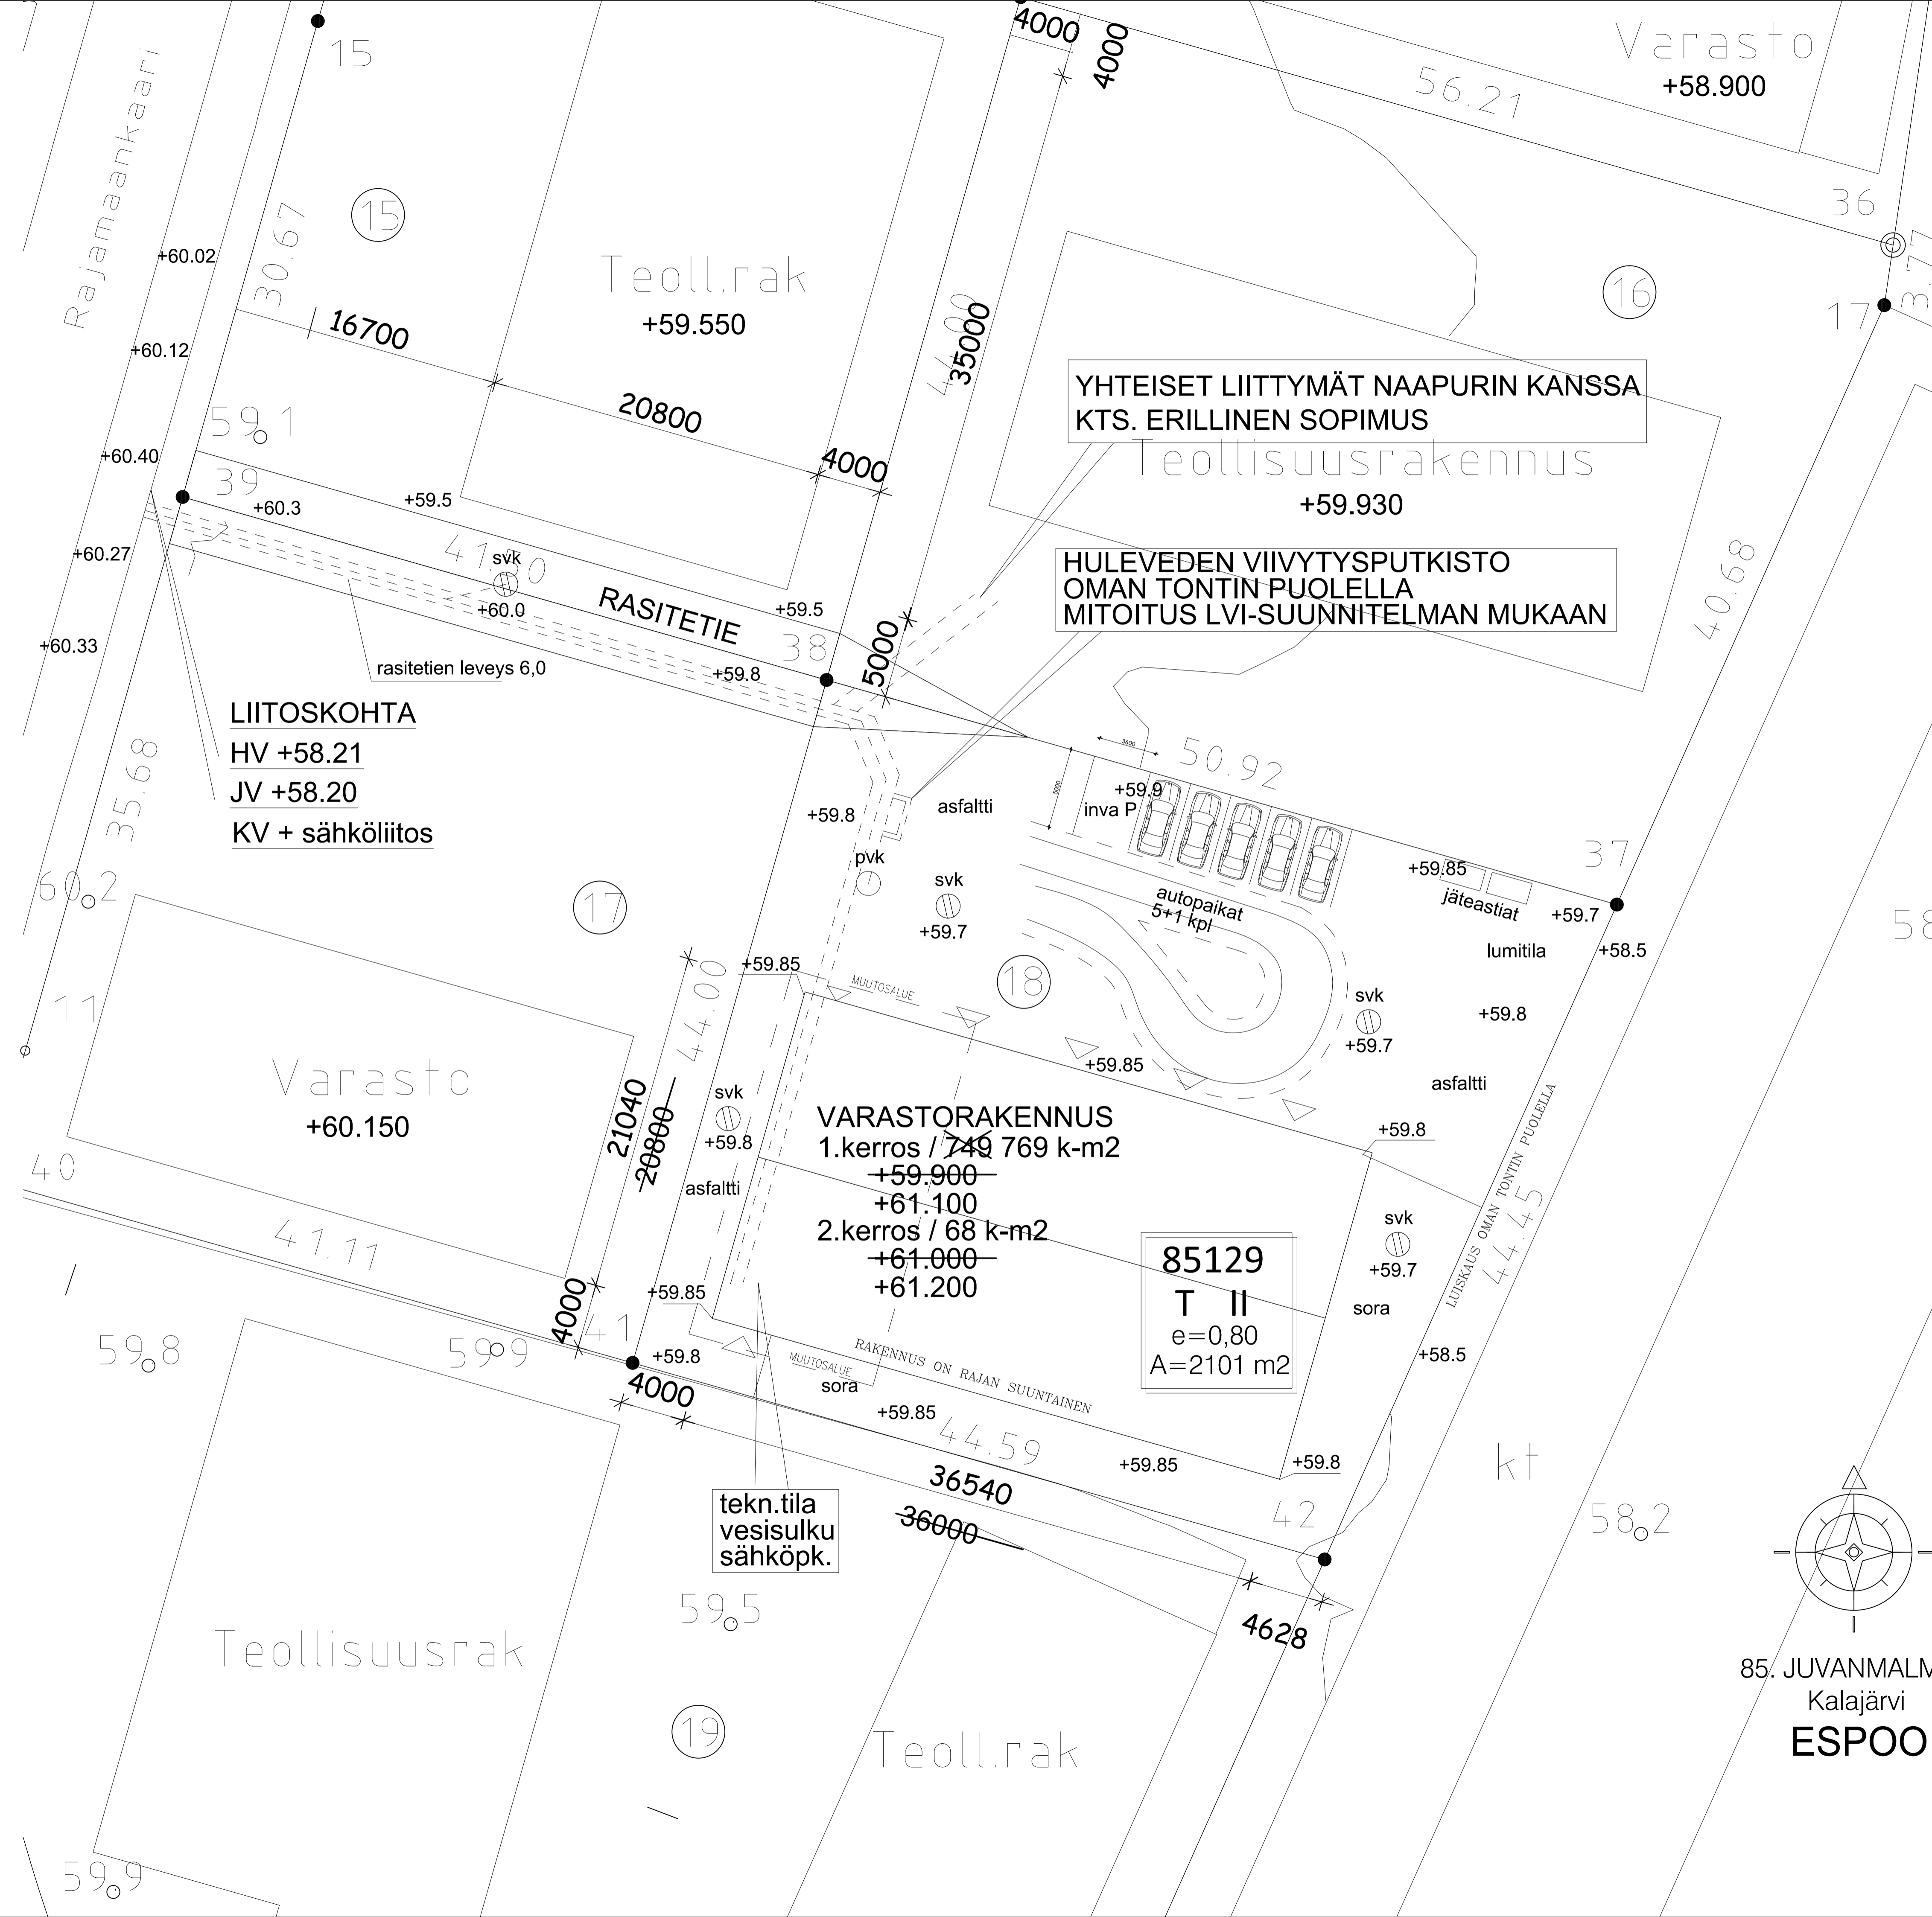 15
4000
4000
56.21
Varasto
+58.900
Rajamaankaari
15
30.67
+60.02
Teoll.rak
+59.550
36
16
17
+60.12
16700
20800
4000
44.00
35000
YHTEISET LIITTYMÄT NAAPURIN KANSSA
KTS. ERILLINEN SOPIMUS
Teollisuusrakennus
+59.930
59.1
+60.40
39
+60.3
+59.5
+60.27
svk
+60.0
RASITETIE
+59.5
HULEVEDEN VIIVYTYSPUTKISTO
OMAN TONTIN PUOLELLA
MITOITUS LVI-SUUNNITELMAN MUKAAN
40.68
+60.33
rasitetien leveys 6,0
38
+59.8
5000
LIITOSKOHTA
HV +58.21
JV +58.20
KV + sähköliitos
35.68
3600
50.92
5000
+59.9
inva P
+59.8
asfaltti
pvk
svk
+59.7
autopaikat
5+1 kpl
+59.85
jäteastiat
37
+59.7
lumitila
+58.5
60.2
17
11
44.00
+59.85
MUUTOSALUE
18
svk
+59.7
+59.8
asfaltti
+59.85
Varasto
+60.150
21040
20800
svk
+59.8
asfaltti
VARASTORAKENNUS
1.kerros / 749 769 k-m2
+59.900
+61.100
2.kerros / 68 k-m2
+61.000
+61.200
+59.8
LUISKAUS OMAN TONTIN PUOLELLA
44.45
40
41.11
85129
T II
e=0,80
A=2101 m2
svk
+59.7
sora
+58.5
59.8
59.9
4000
41
+59.85
+59.8
4000
MUUTOSALUE
sora
RAKENNUS ON RAJAN SUUNTAINEN
+59.85
44.59
+59.85
+59.8
36540
36000
42
kt
58.2
tekn.tila
vesisulku
sähköpk.
59.5
4628
Teollisuusrak
19
Teoll.rak
85. JUVANMALM
Kalajärvi
ESPOO
59.9